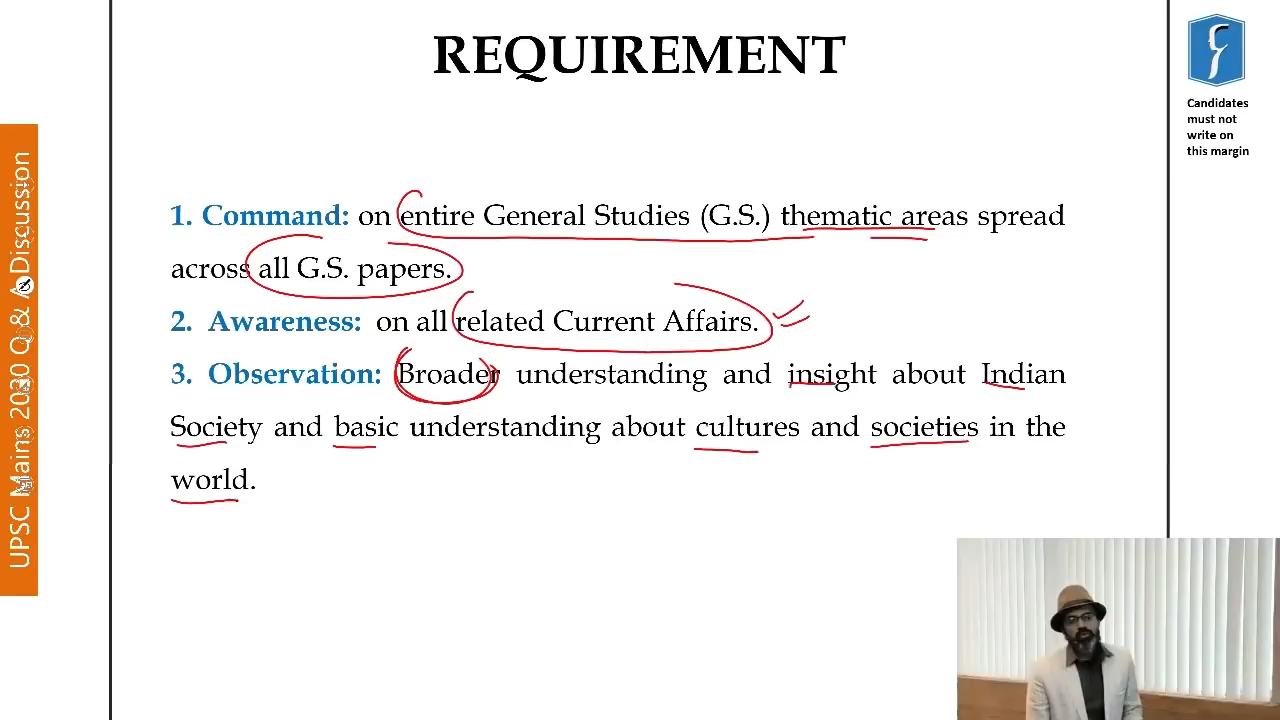 REQUIREMENT
Candidates
must not
write on
this margin
UPSC Mains 2020 Q & A Discussion
1. Command: on entire General Studies (G.S.) thematic areas spread
across all G.S. papers.
2. Awareness: on all related Current Affairs.
3. Observation: Broader understanding and insight about Indian
Society and basic understanding about cultures and societies in the
world.